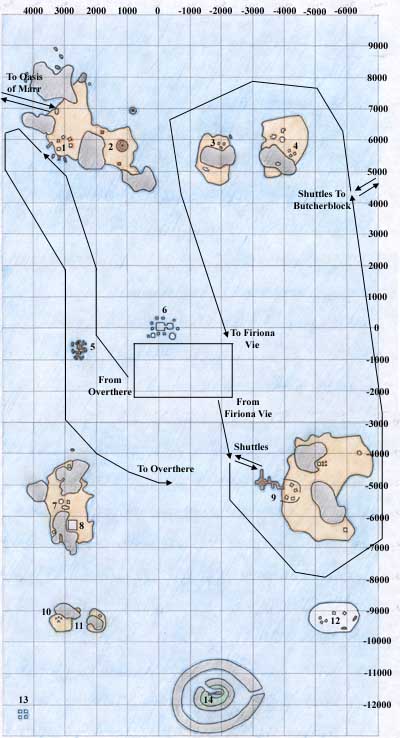 4000 3000 2000 1000 0 -1000 -2000 -3000 -4000 -5000 -6000
9000
8000
To Oasis
of Marr
7000
6000
1
2
3
4
5000
Shuttles To
Butcherblock
4000
3000
2000
1000
6
0
To Firiona
Vie
5
-1000
From
Overthere
-2000
From
Firiona Vie
-3000
Shuttles
-4000
To Overthere
-5000
7
8
9
-6000
-7000
-8000
10
11
12
-9000
-10000
-11000
13
14
-12000